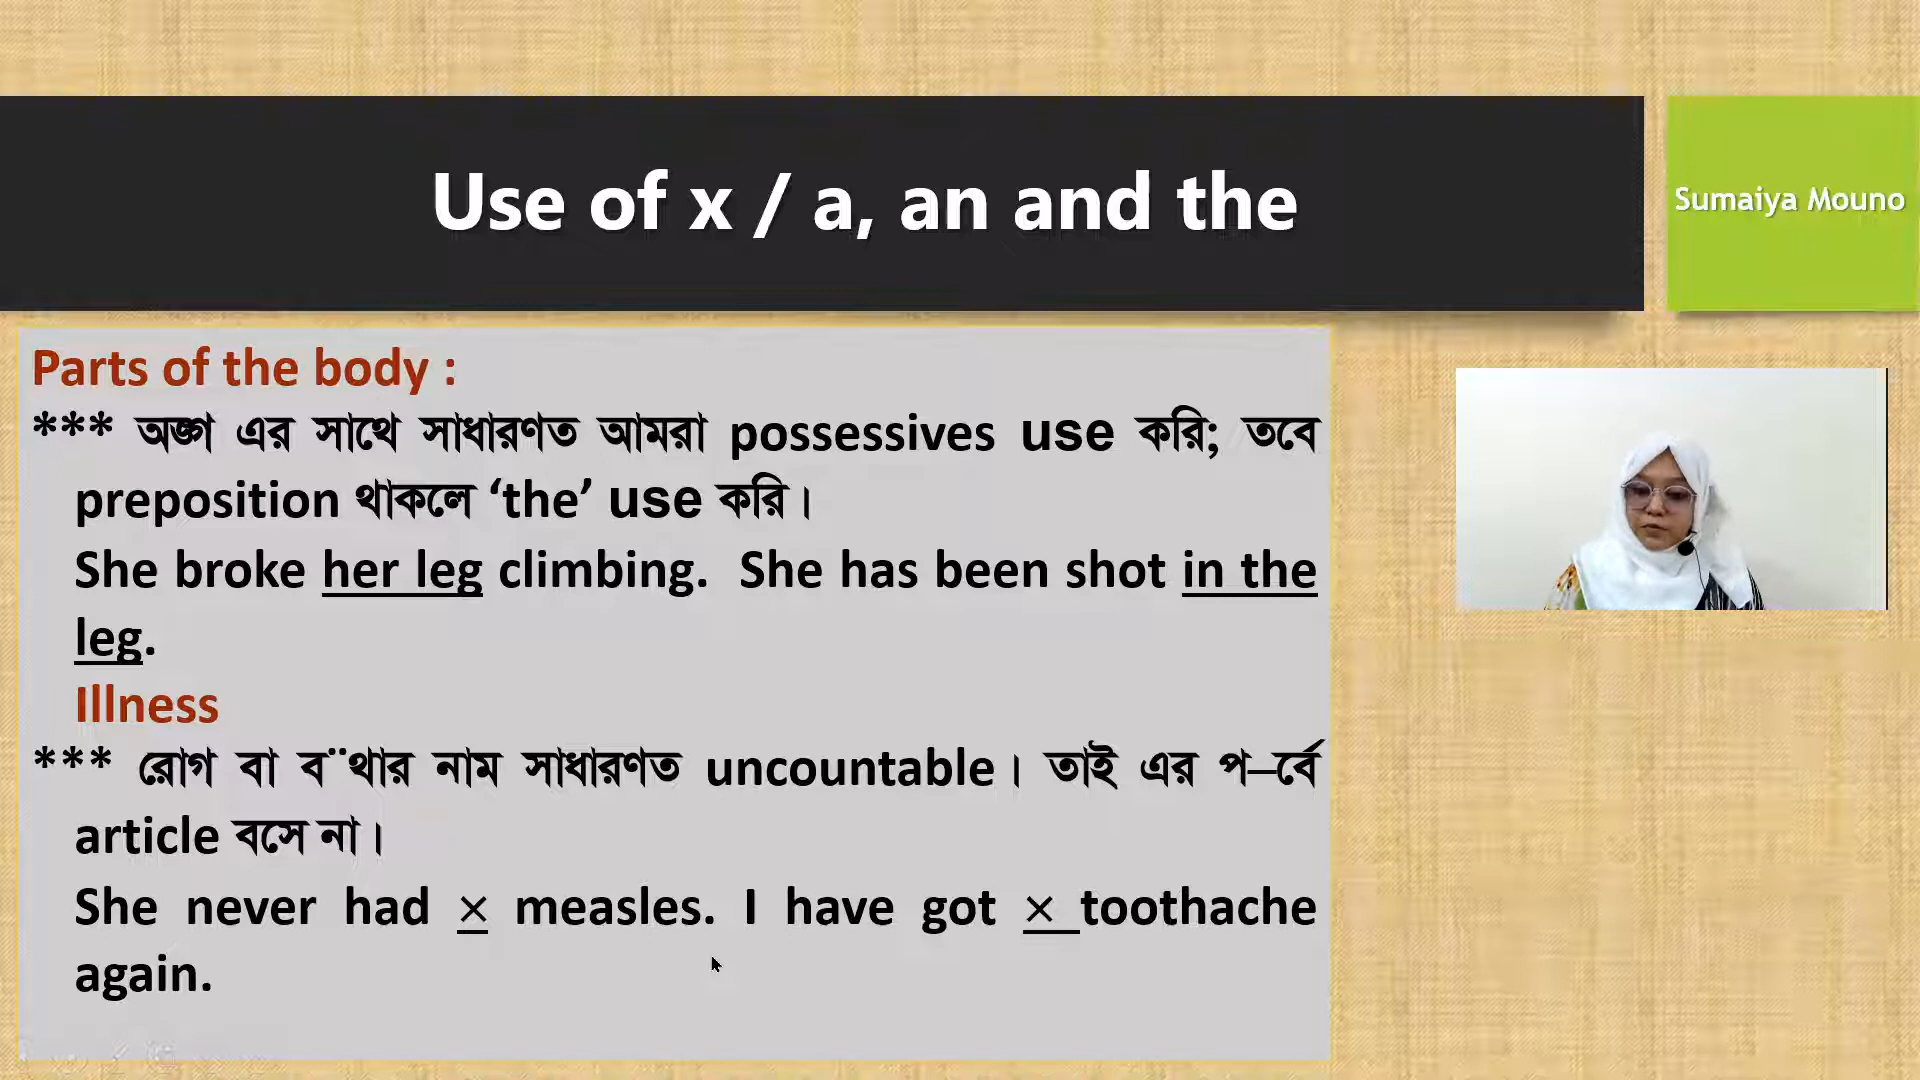 Use of x / a, an and the
Sumaiya Mouno
Parts of the body :
*** অঙ্গ এর সাথে সাধারণত আমরা possessives use করি; তবে
preposition থাকলে ‘the’ use করি।
She broke her leg climbing. She has been shot in the
leg.
Illness
*** রোগ বা ব¨থার নাম সাধারণত uncountable। তাই এর প–র্বে
article বসে না।
She never had × measles. I have got × toothache
again.